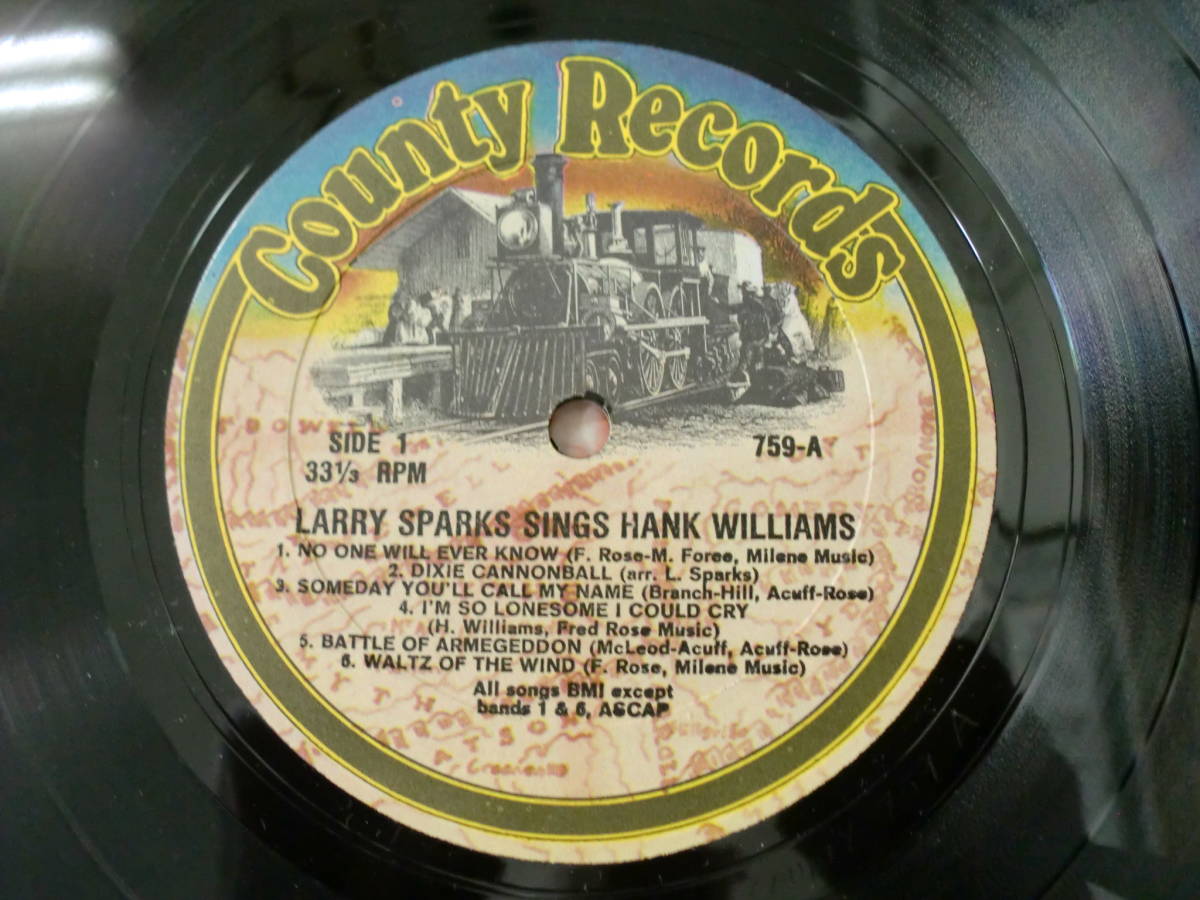 County Records
SIDE 1
33⅓ RPM
759-A
LARRY SPARKS SINGS HANK WILLIAMS
1. NO ONE WILL EVER KNOW (F. Rose-M. Foree, Milene Music)
2. DIXIE CANNONBALL (arr. L. Sparks)
3. SOMEDAY YOU'LL CALL MY NAME (Branch-Hill, Acuff-Rose)
4. I'M SO LONESOME I COULD CRY
(H. Williams, Fred Rose Music)
5. BATTLE OF ARMEGEDDON (McLeod-Acuff, Acuff-Rose)
6. WALTZ OF THE WIND (F. Rose, Milene Music)
All songs BMI except
bands 1 & 6, ASCAP